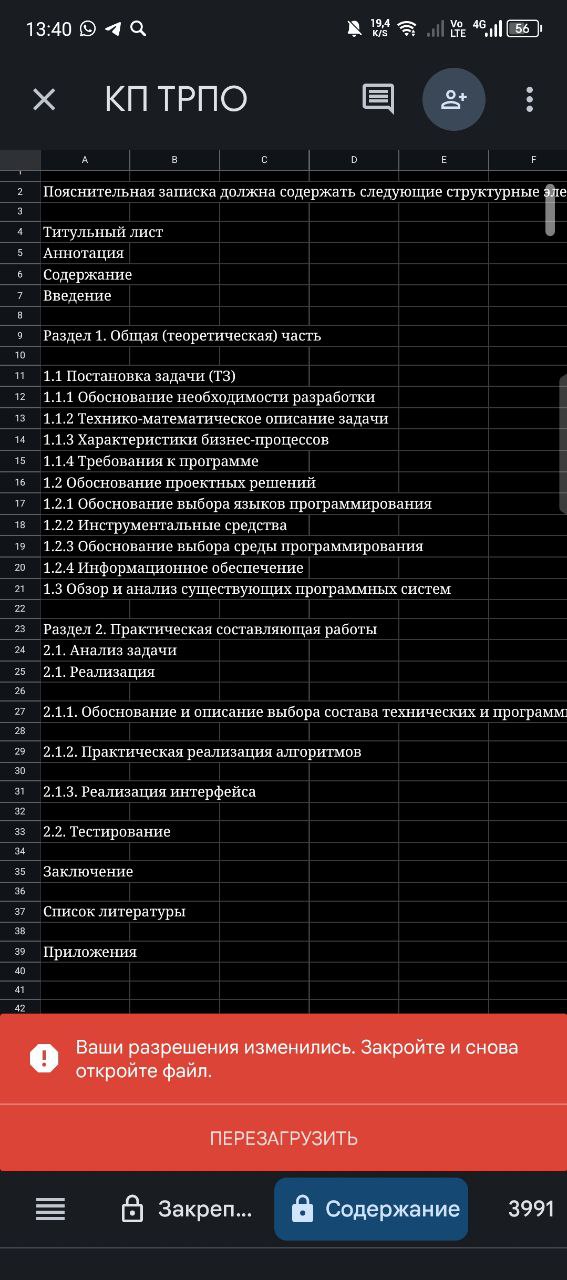 13:40
19,4 K/S Vo LTE 4G 56
КП ТРПО
A B C D E F
1
2 Пояснительная записка должна содержать следующие структурные эле
3
4 Титульный лист
5 Аннотация
6 Содержание
7 Введение
8
9 Раздел 1. Общая (теоретическая) часть
10
11 1.1 Постановка задачи (ТЗ)
12 1.1.1 Обоснование необходимости разработки
13 1.1.2 Технико-математическое описание задачи
14 1.1.3 Характеристики бизнес-процессов
15 1.1.4 Требования к программе
16 1.2 Обоснование проектных решений
17 1.2.1 Обоснование выбора языков программирования
18 1.2.2 Инструментальные средства
19 1.2.3 Обоснование выбора среды программирования
20 1.2.4 Информационное обеспечение
21 1.3 Обзор и анализ существующих программных систем
22
23 Раздел 2. Практическая составляющая работы
24 2.1. Анализ задачи
25 2.1. Реализация
26
27 2.1.1. Обоснование и описание выбора состава технических и программ
28
29 2.1.2. Практическая реализация алгоритмов
30
31 2.1.3. Реализация интерфейса
32
33 2.2. Тестирование
34
35 Заключение
36
37 Список литературы
38
39 Приложения
40
41
42
Ваши разрешения изменились. Закройте и снова
откройте файл.
ПЕРЕЗАГРУЗИТЬ
Закреп... Содержание 3991